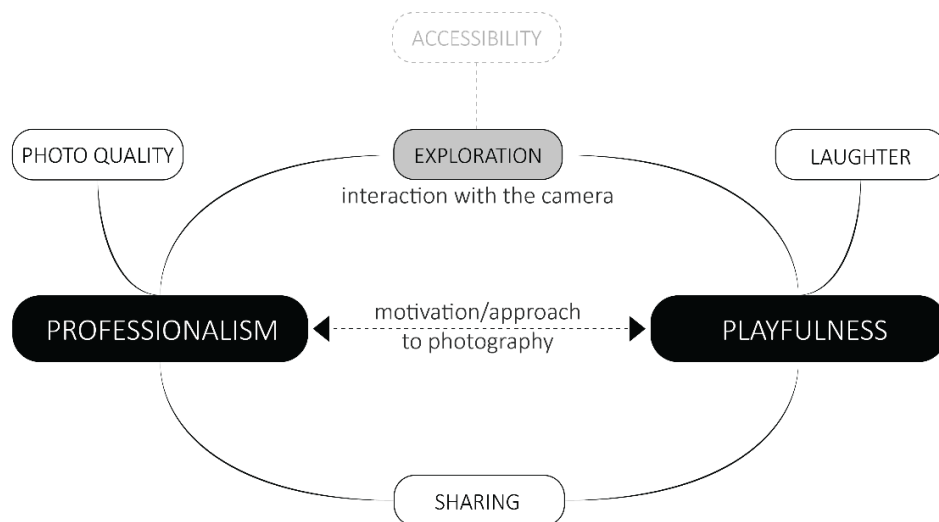 ACCESSIBILITY
PHOTO QUALITY
EXPLORATION
LAUGHTER
interaction with the camera
PROFESSIONALISM
motivation/approach
to photography
PLAYFULNESS
SHARING